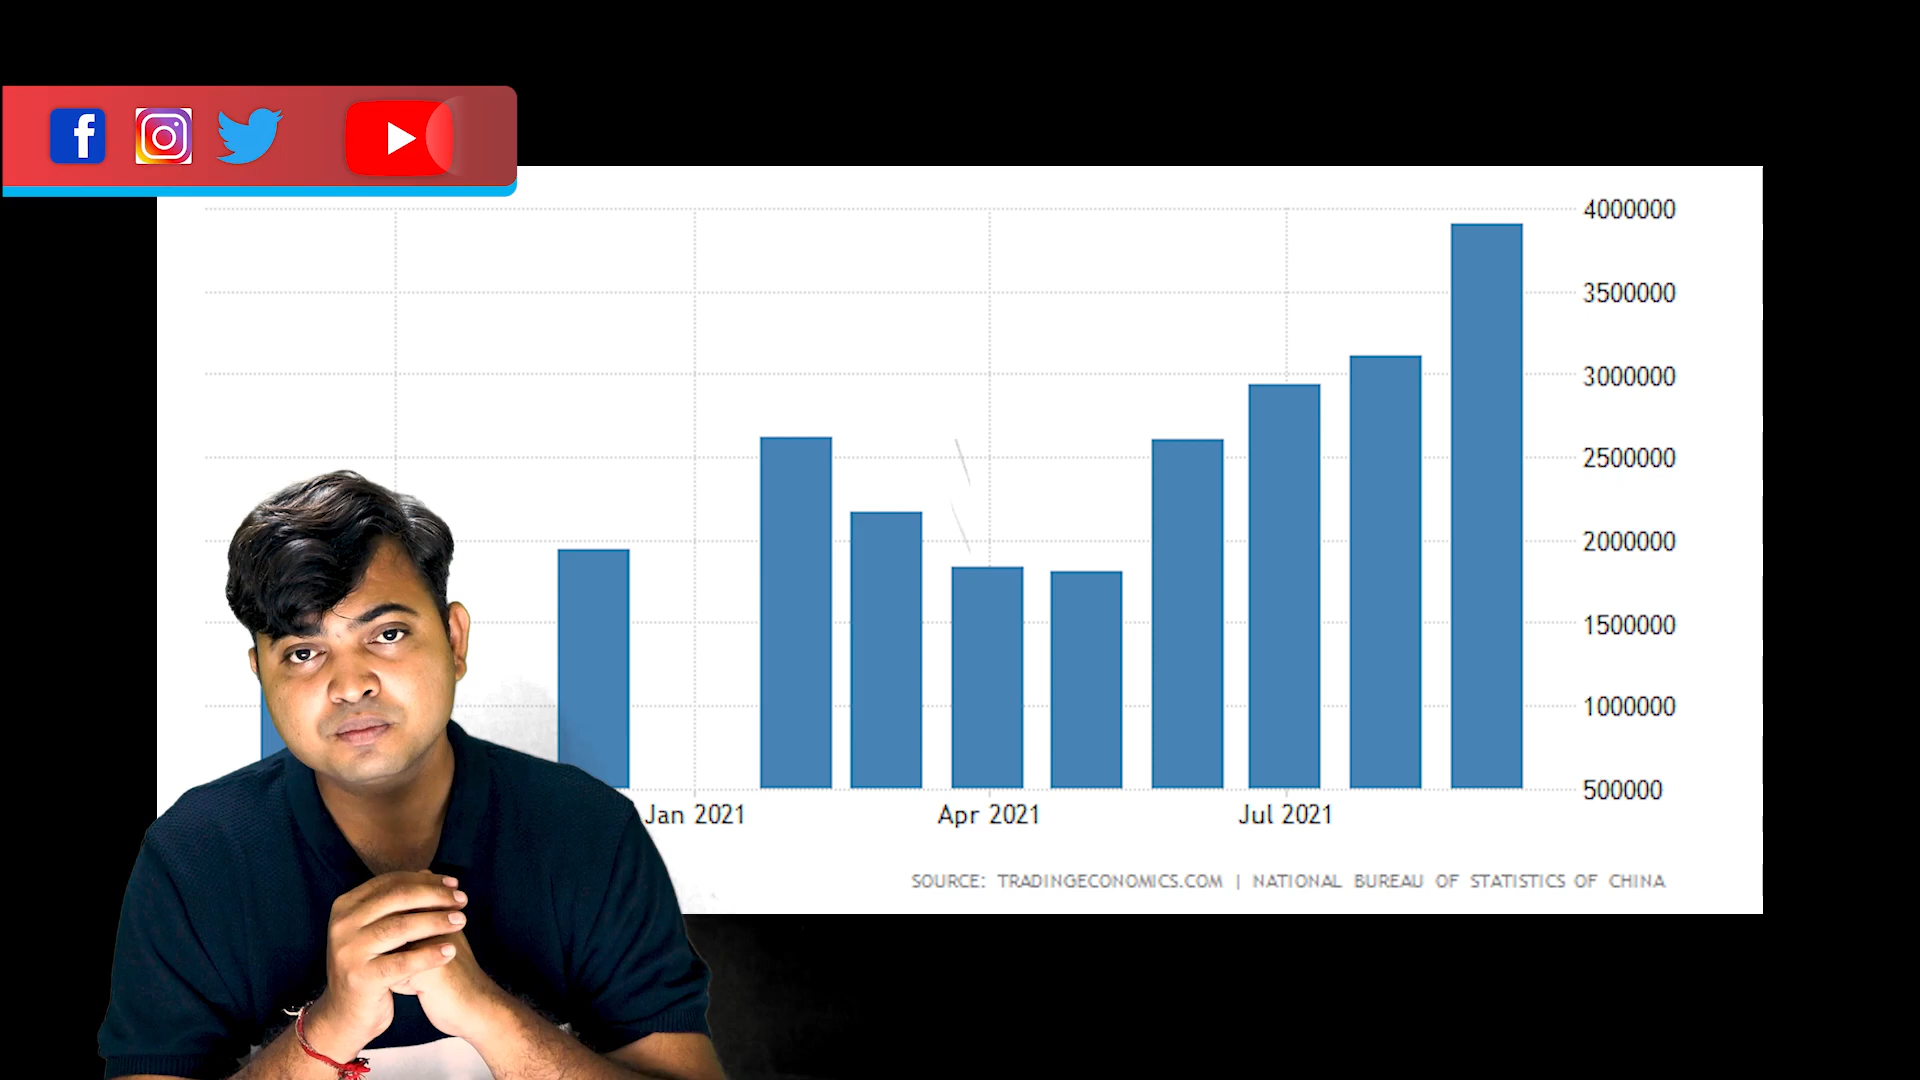 f
4000000
3500000
3000000
2500000
2000000
1500000
1000000
500000
Jan 2021 Apr 2021 Jul 2021
SOURCE: TRADINGECONOMICS.COM | NATIONAL BUREAU OF STATISTICS OF CHINA